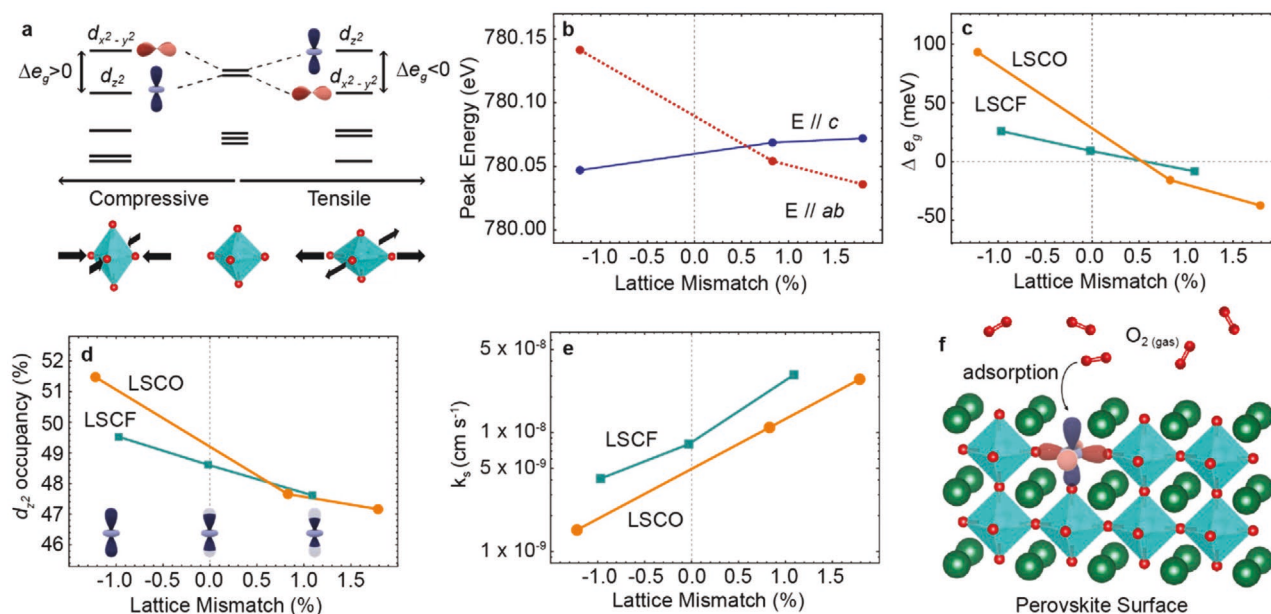 a
d_{x²-y²}
Δe_g>0
d_{z²}
d_{z²}
Δe_g<0
d_{x²-y²}
Compressive
Tensile
b
Peak Energy (eV)
780.15
780.10
780.05
780.00
E // c
E // ab
-1.0
-0.5
0.0
0.5
1.0
1.5
Lattice Mismatch (%)
c
Δ e_g (meV)
100
50
0
-50
LSCO
LSCF
-1.0
-0.5
0.0
0.5
1.0
1.5
Lattice Mismatch (%)
d
d_{z²} occupancy (%)
52
51
50
49
48
47
46
LSCO
LSCF
-1.0
-0.5
0.0
0.5
1.0
1.5
Lattice Mismatch (%)
e
k_s (cm s⁻¹)
5 x 10⁻⁸
1 x 10⁻⁸
5 x 10⁻⁹
1 x 10⁻⁹
LSCF
LSCO
-1.0
-0.5
0.0
0.5
1.0
1.5
Lattice Mismatch (%)
f
O₂ (gas)
adsorption
Perovskite Surface